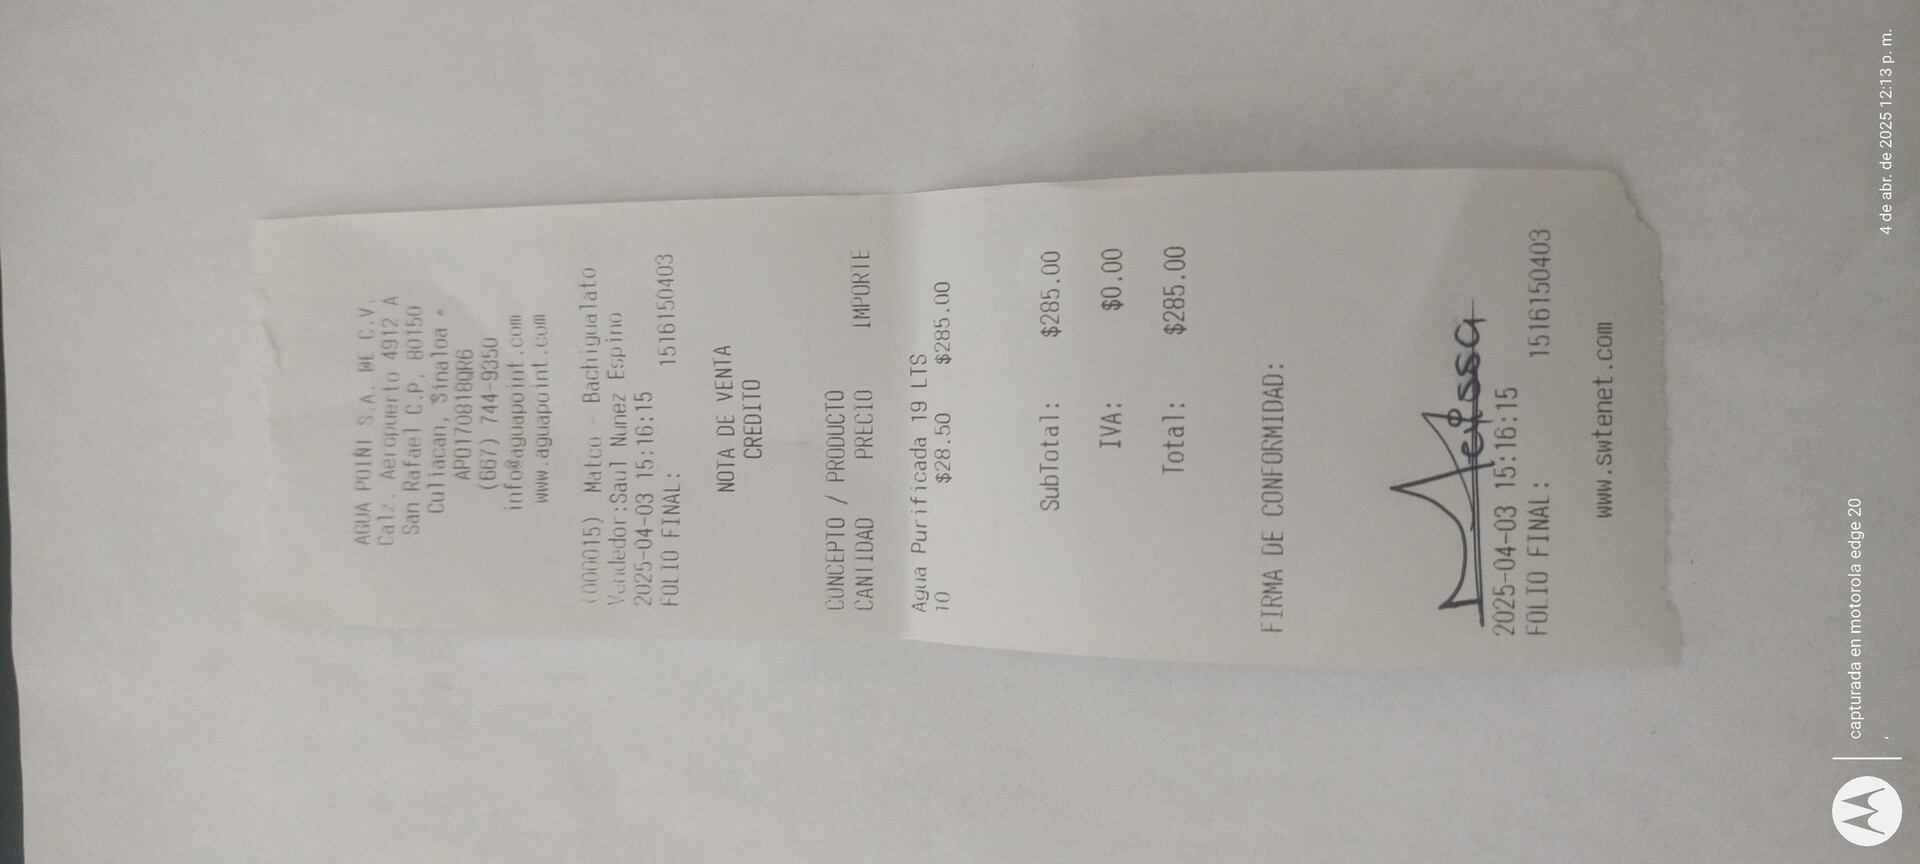 AGUA POINT S.A. DE C.V.
Calz. Aeropuerto 4912 A
San Rafael C.P. 80150
Culiacan, Sinaloa
APO170818QR6
(667) 744-9350
info@aguapoint.com
www.aguapoint.com
(000015) Matco - Bachigualato
Vendedor:Saul Nunez Espino
2025-04-03 15:16:15
FOLIO FINAL: 1516150403
NOTA DE VENTA
CREDITO
CONCEPTO / PRODUCTO
CANTIDAD PRECIO IMPORTE
Agua Purificada 19 LTS
10 $28.50 $285.00
SubTotal: $285.00
IVA: $0.00
Total: $285.00
FIRMA DE CONFORMIDAD:
2025-04-03 15:16:15
FOLIO FINAL: 1516150403
www.swtenet.com
capturada en motorola edge 20
4 de abr. de 2025 12:13 p. m.